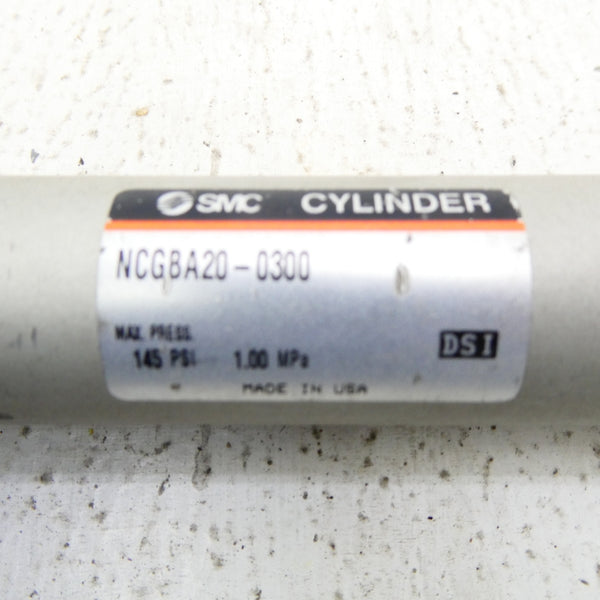 SMC CYLINDER
NCGBA20-0300
MAX. PRESS.
145 PSI 1.00 MPa
DSI
MADE IN USA